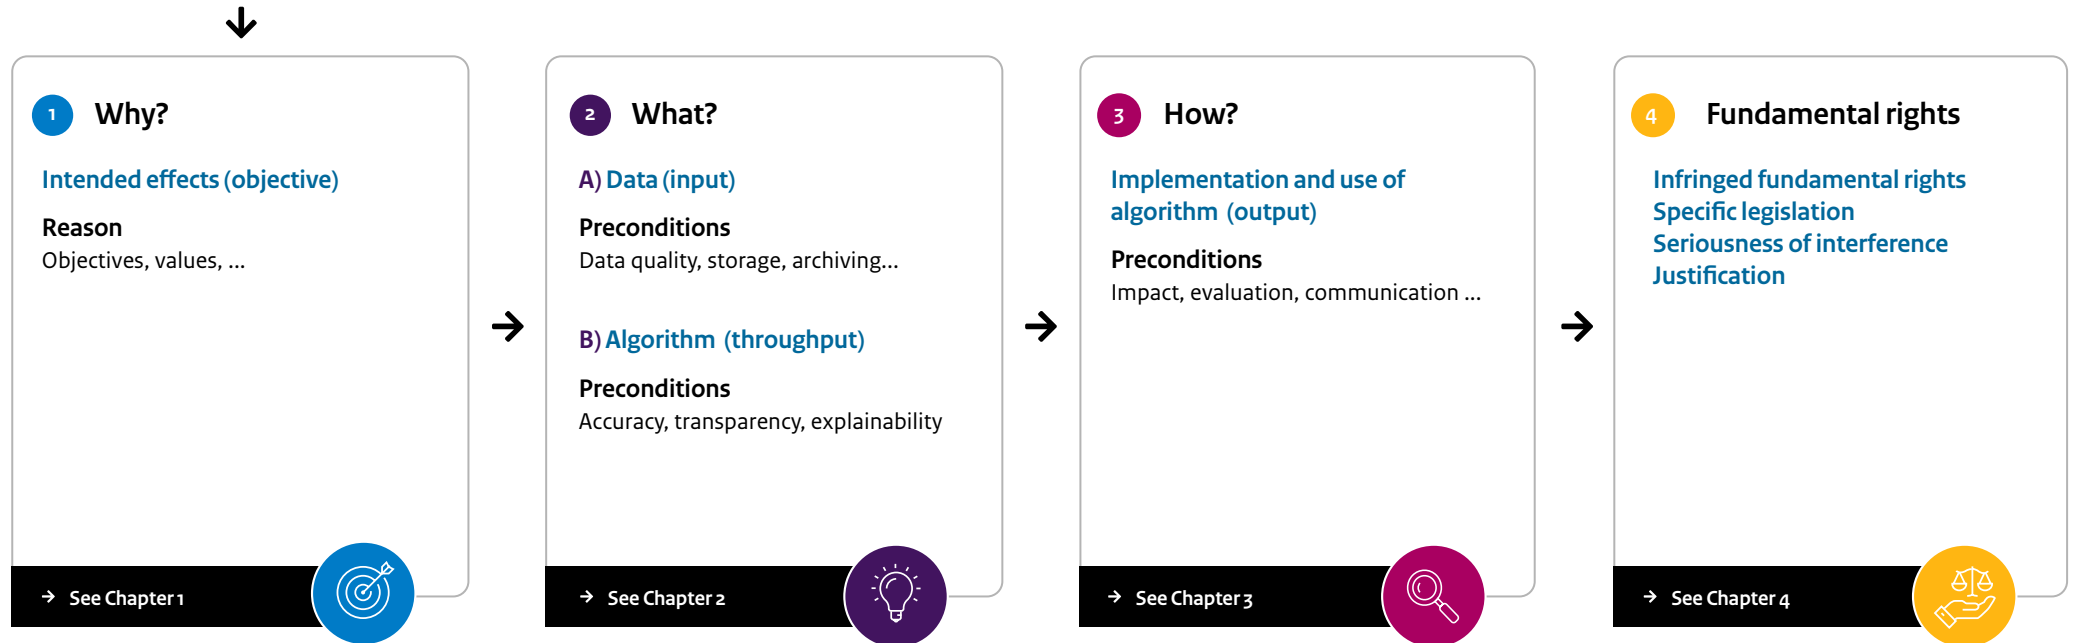 1 Why?
Intended effects (objective)
Reason
Objectives, values, ...
→ See Chapter 1
2 What?
A) Data (input)
Preconditions
Data quality, storage, archiving...
B) Algorithm (throughput)
Preconditions
Accuracy, transparency, explainability
→ See Chapter 2
3 How?
Implementation and use of
algorithm (output)
Preconditions
Impact, evaluation, communication ...
→ See Chapter 3
4 Fundamental rights
Infringed fundamental rights
Specific legislation
Seriousness of interference
Justification
→ See Chapter 4